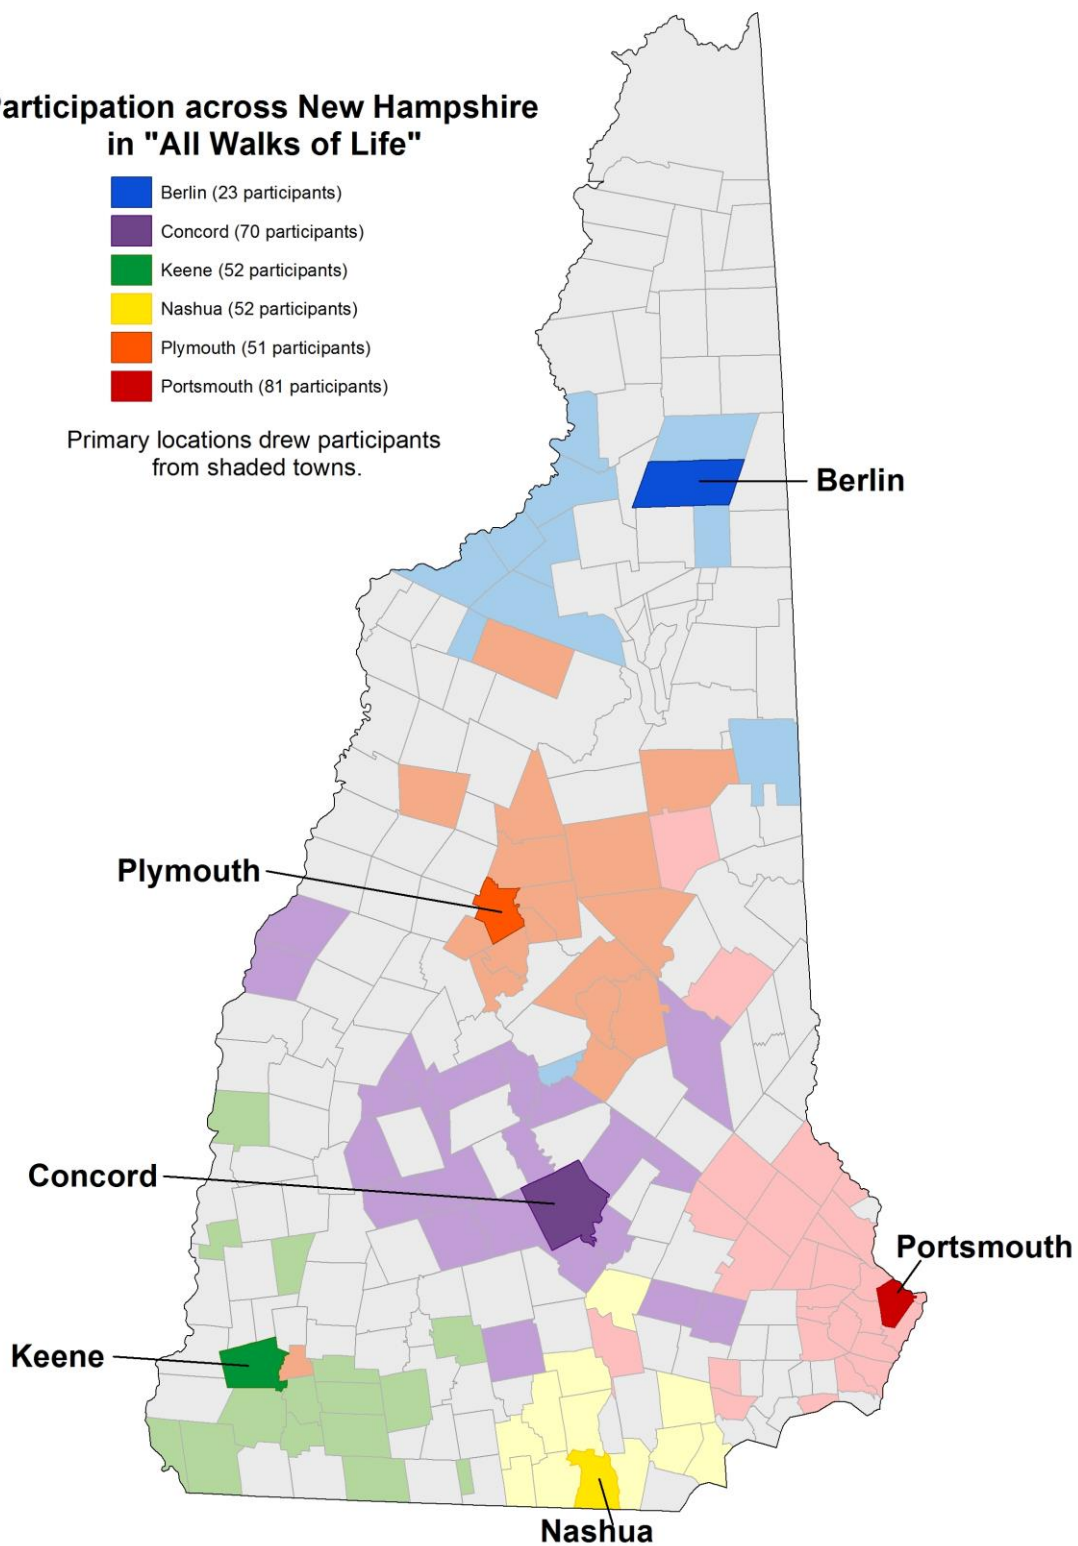 articipation across New Hampshire
in "All Walks of Life"
Berlin (23 participants)
Concord (70 participants)
Keene (52 participants)
Nashua (52 participants)
Plymouth (51 participants)
Portsmouth (81 participants)
Primary locations drew participants
from shaded towns.
Berlin
Plymouth
Concord
Portsmouth
Keene
Nashua